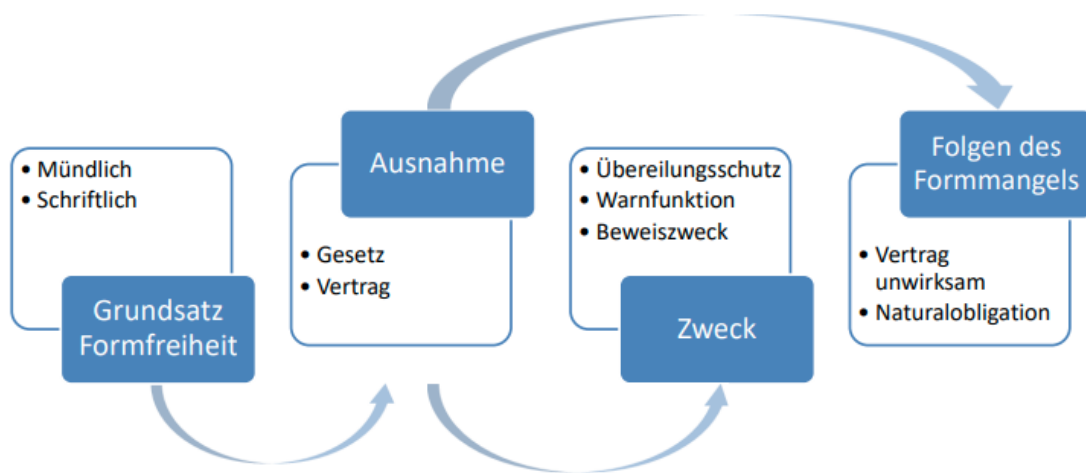 • Mündlich
• Schriftlich
Grundsatz
Formfreiheit
Ausnahme
• Gesetz
• Vertrag
• Übereilungsschutz
• Warnfunktion
• Beweiszweck
Zweck
Folgen des
Formmangels
• Vertrag
unwirksam
• Naturalobligation